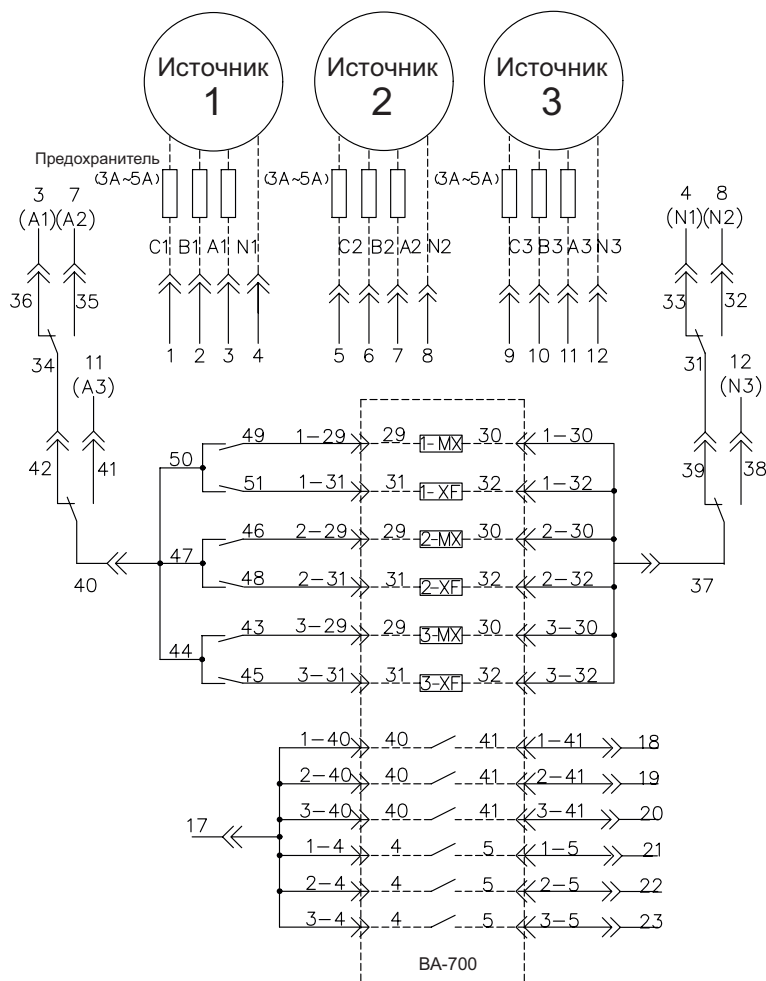 Источник 1
Источник 2
Источник 3
Предохранитель
(3A~5A) (3A~5A) (3A~5A)
3 7
(A1) (A2)
4 8
(N1) (N2)
C1 B1 A1 N1
C2 B2 A2 N2
C3 B3 A3 N3
36 35
33 32
1 2 3 4 5 6 7 8 9 10 11 12
34 11
(A3)
31 12
(N3)
42 41
39 38
50 49 1-29 29 1-MX 30 1-30
51 1-31 31 1-XF 32 1-32
47 46 2-29 29 2-MX 30 2-30
48 2-31 31 2-XF 32 2-32
40 37
44 43 3-29 29 3-MX 30 3-30
45 3-31 31 3-XF 32 3-32
1-40 40 41 1-41 18
2-40 40 41 2-41 19
3-40 40 41 3-41 20
17
1-4 4 5 1-5 21
2-4 4 5 2-5 22
3-4 4 5 3-5 23
BA-700